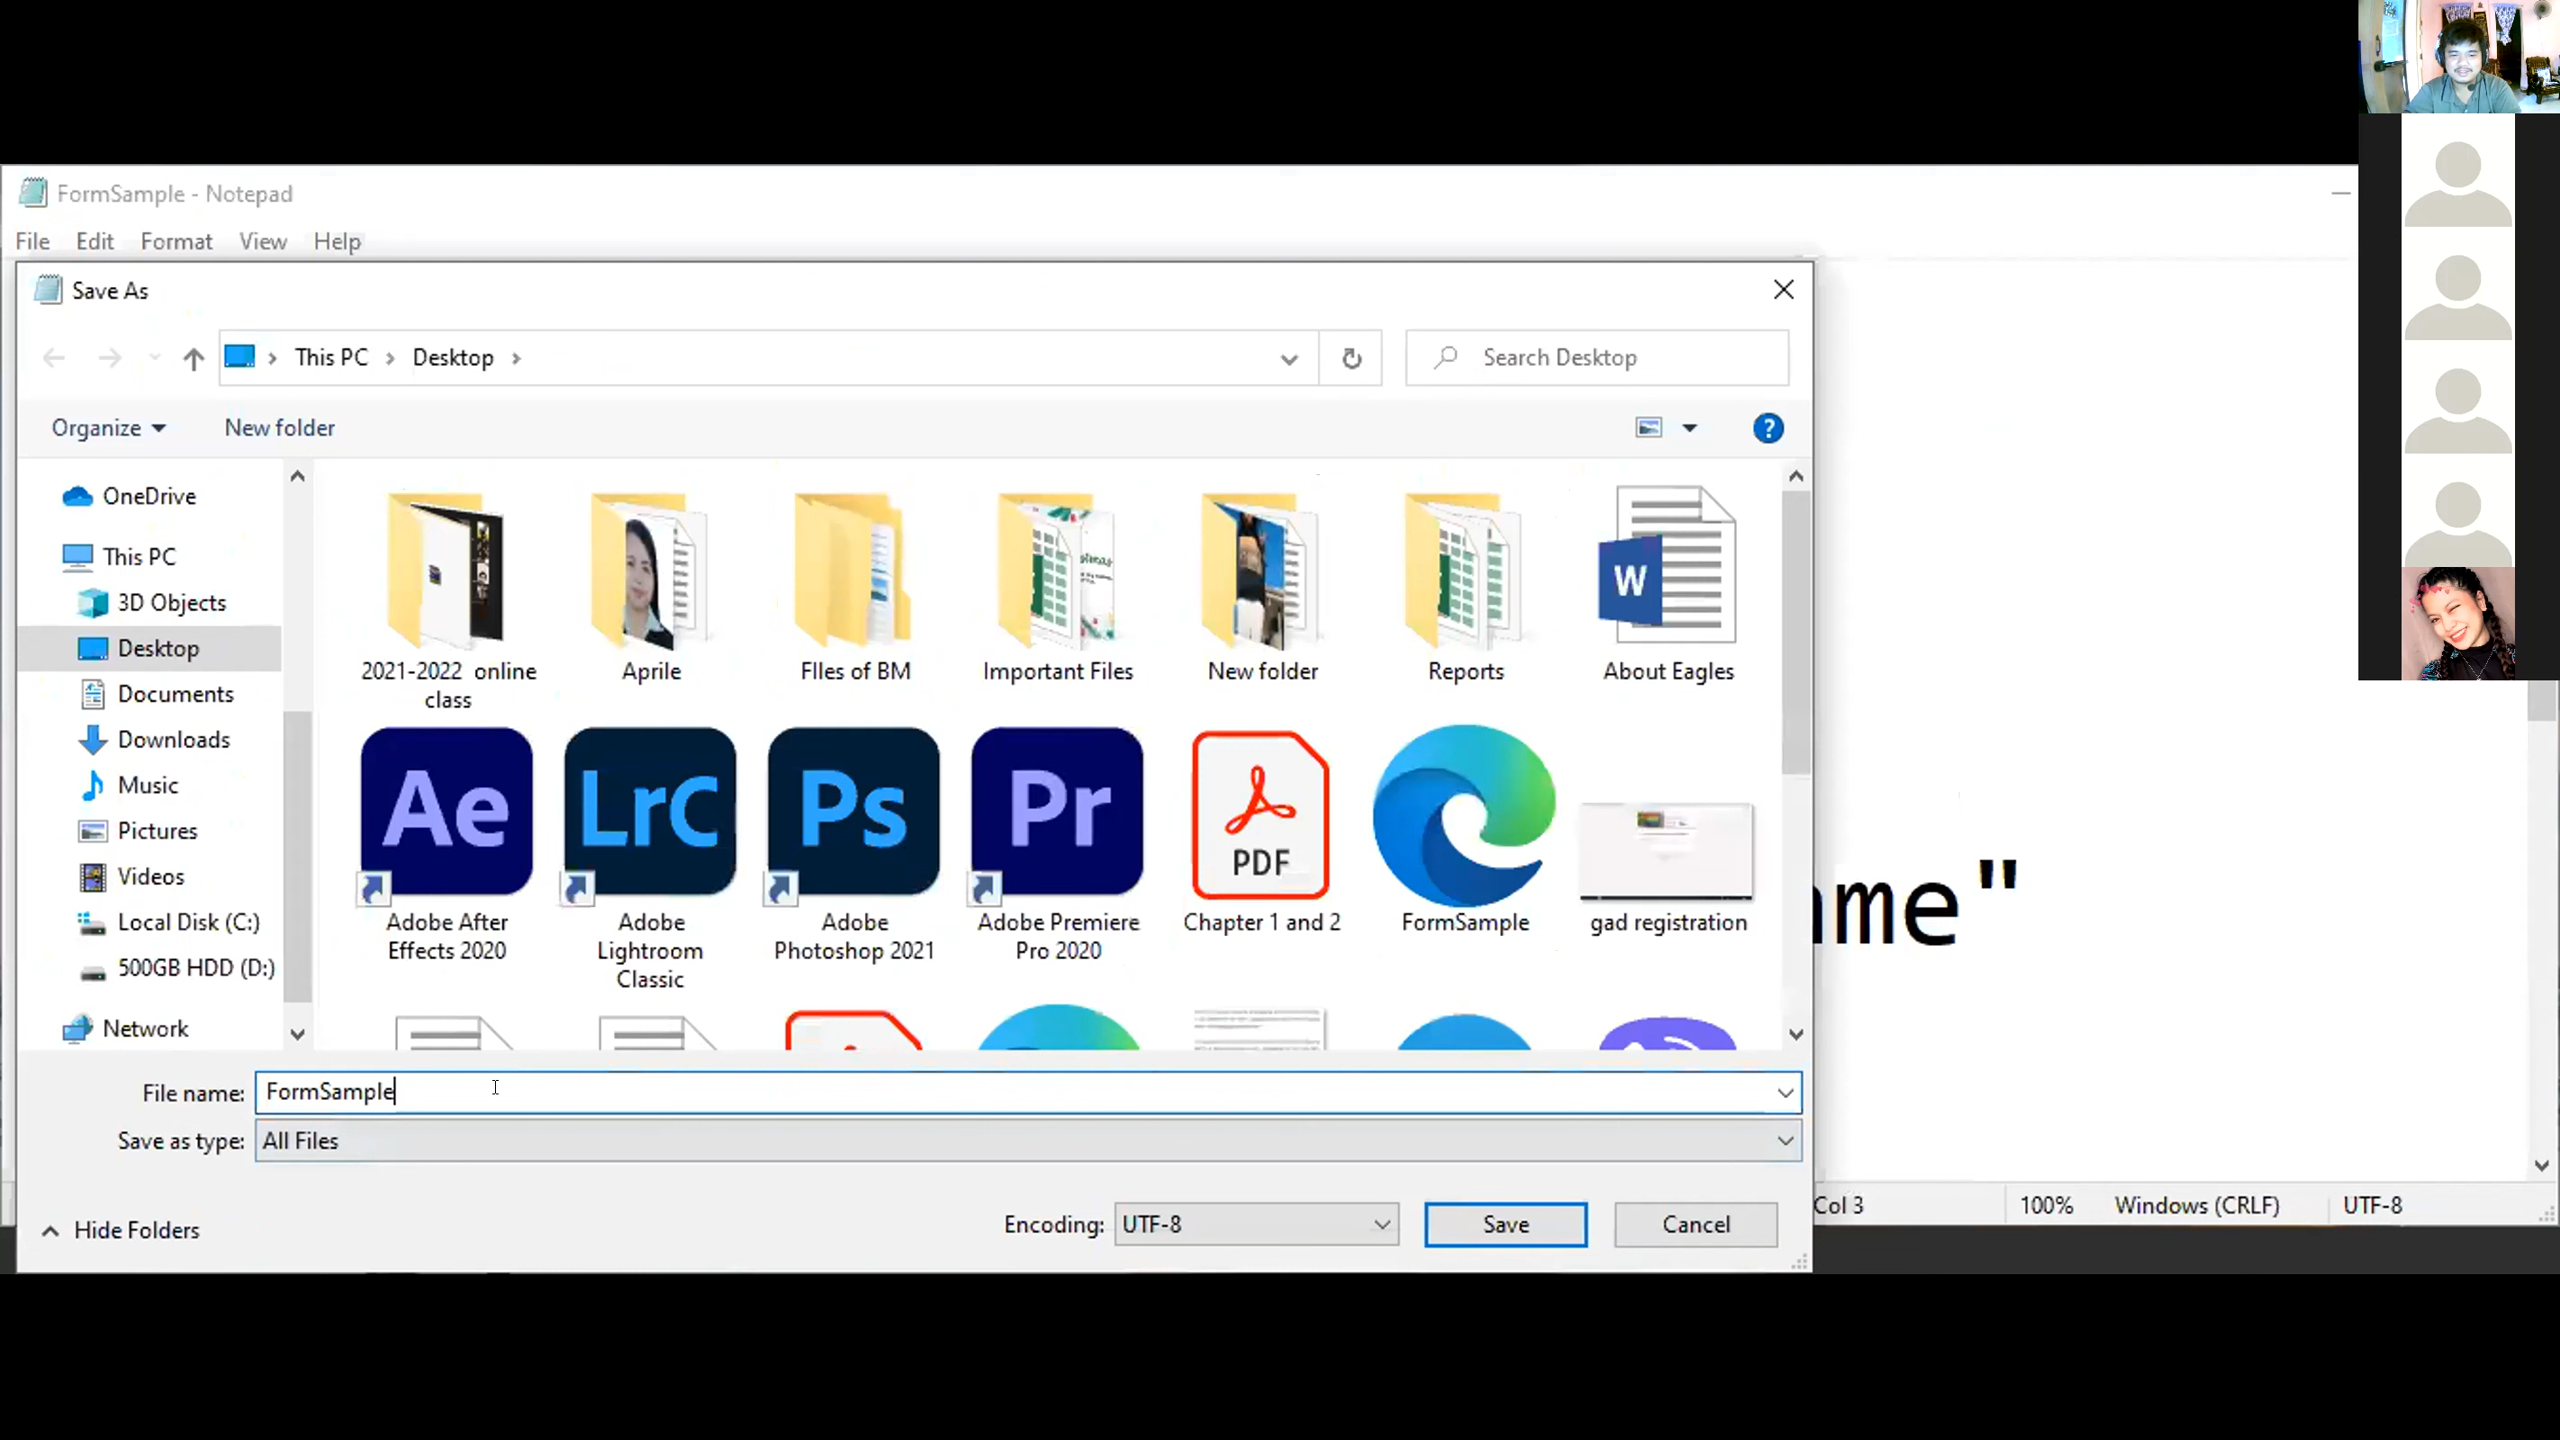 FormSample - Notepad
File Edit Format View Help
Save As
This PC > Desktop >
Search Desktop
Organize
New folder
OneDrive
This PC
3D Objects
Desktop
Documents
Downloads
Music
Pictures
Videos
Local Disk (C:)
500GB HDD (D:)
Network
2021-2022 online
class
Aprile
FIles of BM
Important Files
New folder
Reports
W
About Eagles
Ae
Adobe After
Effects 2020
LrC
Adobe
Lightroom
Classic
Ps
Adobe
Photoshop 2021
Pr
Adobe Premiere
Pro 2020
PDF
Chapter 1 and 2
FormSample
gad registration
ame"
File name: FormSample
Save as type: All Files
Hide Folders
Encoding: UTF-8
Save
Cancel
Col 3
100%
Windows (CRLF)
UTF-8